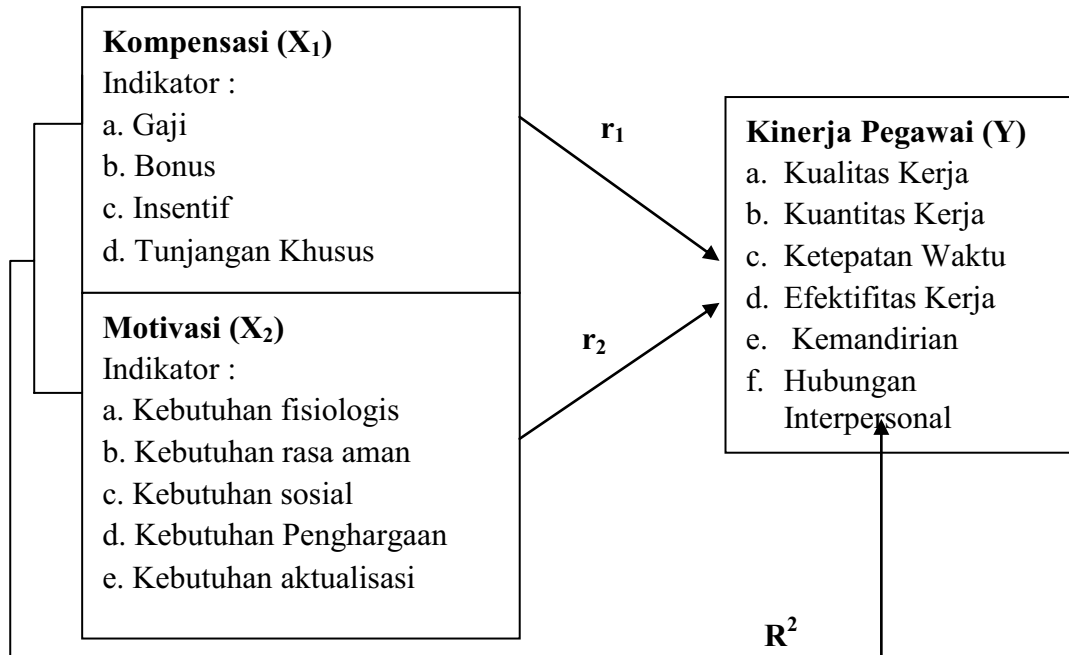 Kompensasi (X₁)
Indikator :
a. Gaji
b. Bonus
c. Insentif
d. Tunjangan Khusus
Motivasi (X₂)
Indikator :
a. Kebutuhan fisiologis
b. Kebutuhan rasa aman
c. Kebutuhan sosial
d. Kebutuhan Penghargaan
e. Kebutuhan aktualisasi
r₁
r₂
Kinerja Pegawai (Y)
a. Kualitas Kerja
b. Kuantitas Kerja
c. Ketepatan Waktu
d. Efektifitas Kerja
e. Kemandirian
f. Hubungan
Interpersonal
R²